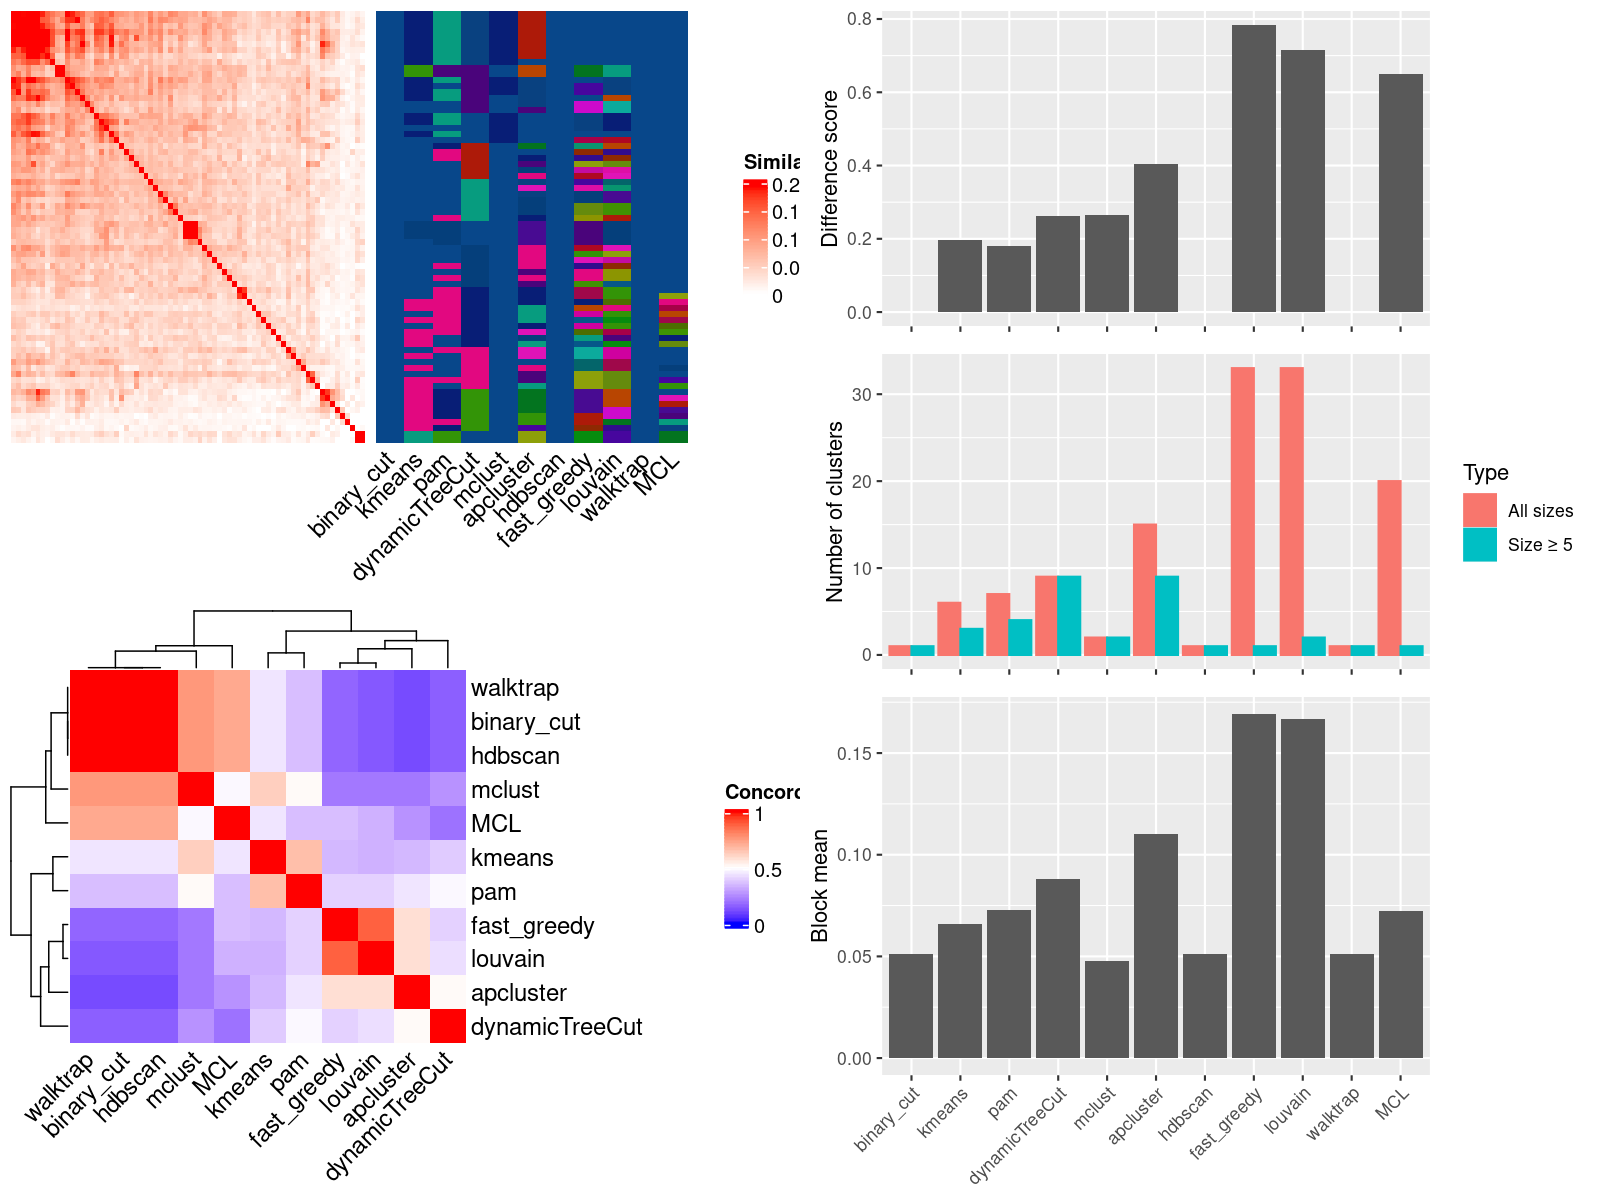 Simila
0.2
0.1
0.1
0.0
0
binary_cut
kmeans
pam
dynamicTreeCut
mclust
apcluster
hdbscan
fast_greedy
louvain
walktrap
MCL
walktrap
binary_cut
hdbscan
mclust
MCL
kmeans
pam
fast_greedy
louvain
apcluster
dynamicTreeCut
walktrap
binary_cut
hdbscan
mclust
MCL
kmeans
pam
fast_greedy
louvain
apcluster
dynamicTreeCut
Concord
1
0.5
0
Difference score
0.8
0.6
0.4
0.2
0.0
Number of clusters
30
20
10
0
Type
All sizes
Size ≥ 5
Block mean
0.15
0.10
0.05
0.00
binary_cut
kmeans
pam
dynamicTreeCut
mclust
apcluster
hdbscan
fast_greedy
louvain
walktrap
MCL